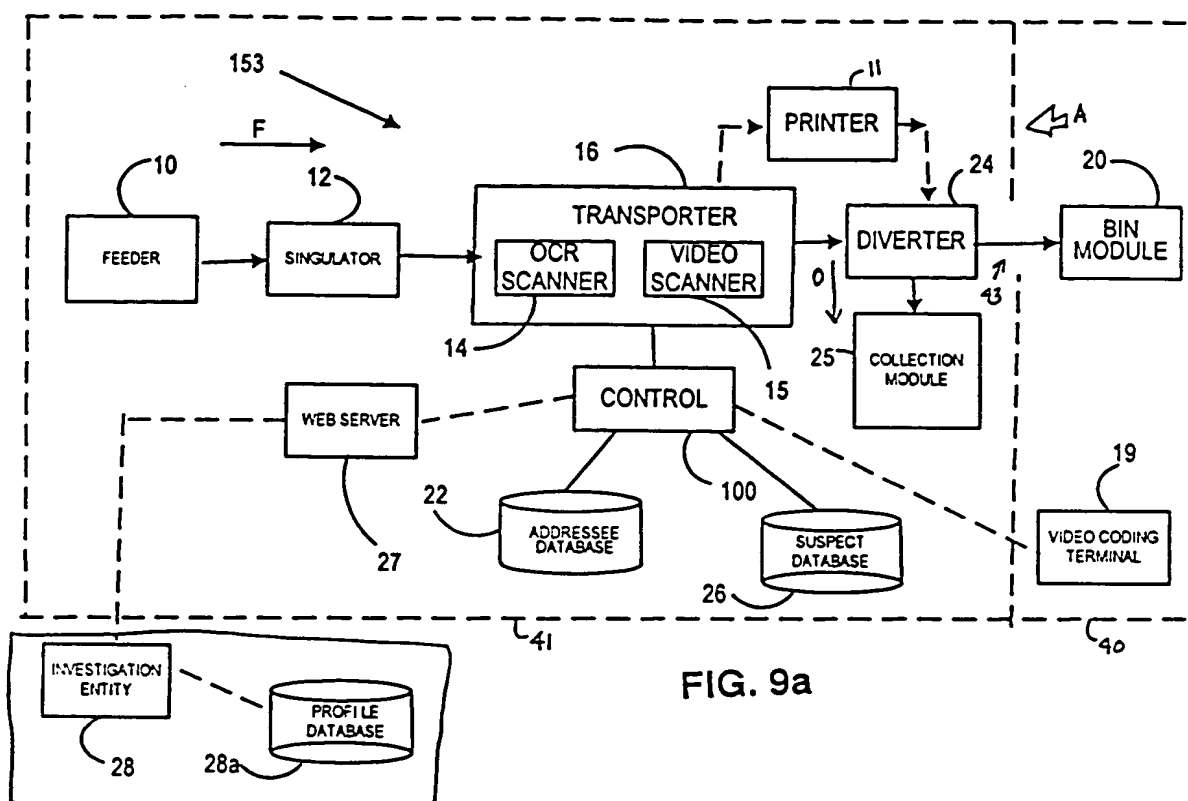 153
11
PRINTER
A
F
16
24
20
10
12
TRANSPORTER
FEEDER
SINGULATOR
OCR
SCANNER
VIDEO
SCANNER
DIVERTER
BIN
MODULE
O
43
14
15
25
COLLECTION
MODULE
WEB SERVER
CONTROL
19
22
100
27
ADDRESSEE
DATABASE
SUSPECT
DATABASE
VIDEO CODING
TERMINAL
26
41
40
INVESTIGATION
ENTITY
FIG. 9a
PROFILE
DATABASE
28
28a